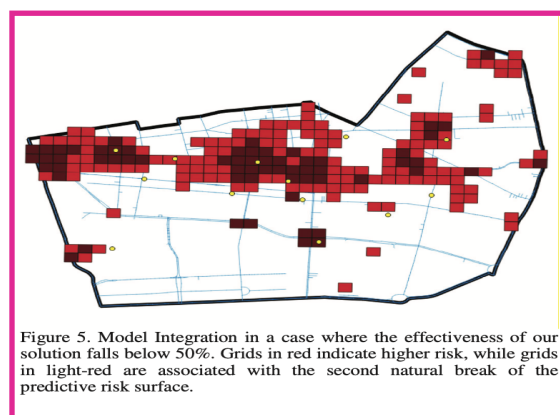 Figure 5. Model Integration in a case where the effectiveness of our
solution falls below 50%. Grids in red indicate higher risk, while grids
in light-red are associated with the second natural break of the
predictive risk surface.